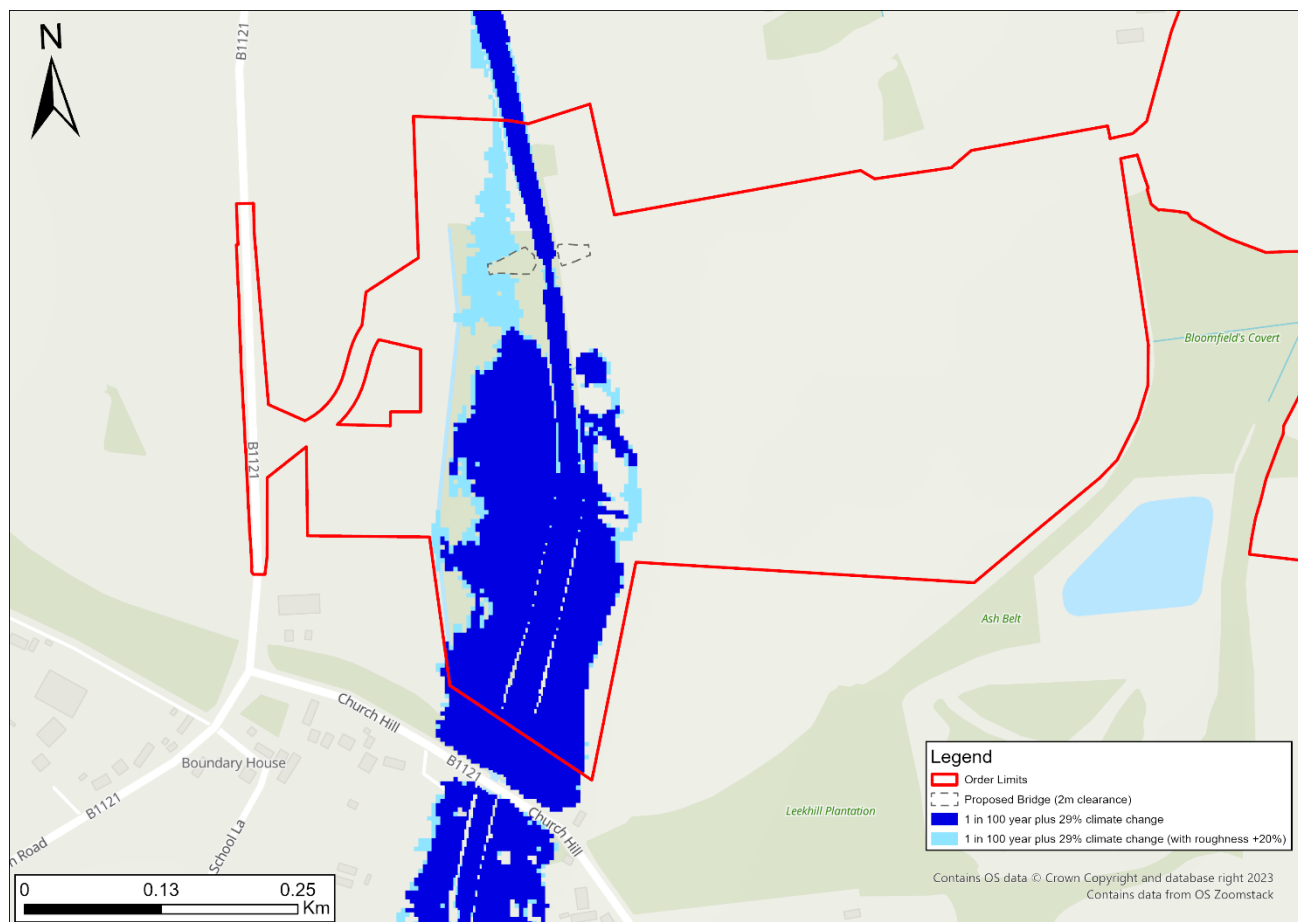 N
B1121
B1121
Bloomfield's Covert
Ash Belt
Church Hill
Boundary House
B1121
B1121
Church Hill
School La
n Road
Leekhill Plantation
Legend
Order Limits
Proposed Bridge (2m clearance)
1 in 100 year plus 29% climate change
1 in 100 year plus 29% climate change (with roughness +20%)
Contains OS data © Crown Copyright and database right 2023
Contains data from OS Zoomstack
0 0.13 0.25
Km